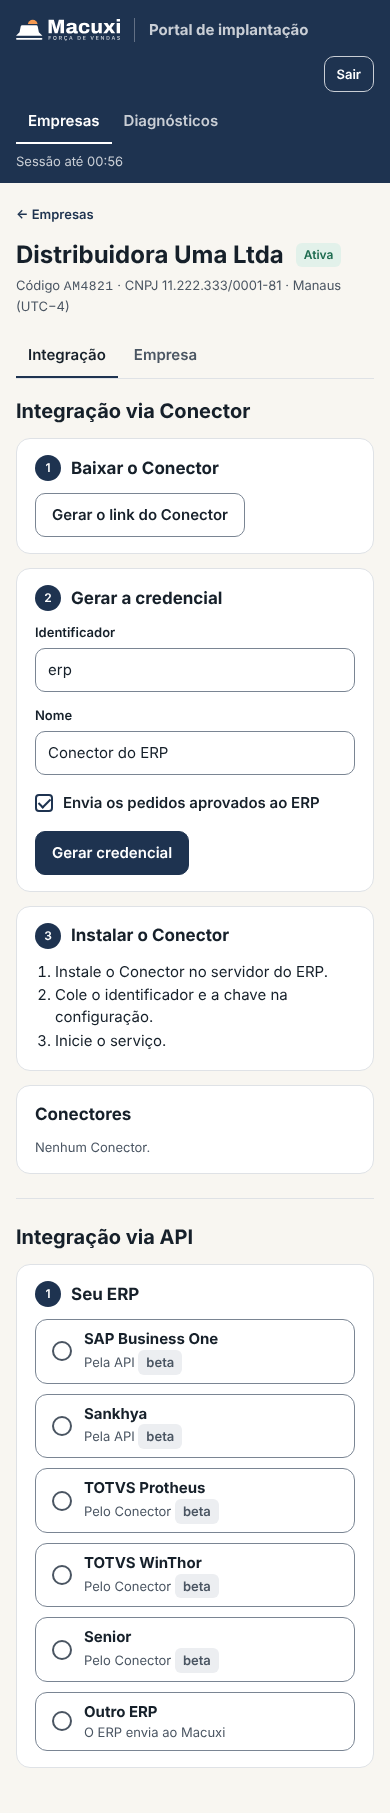 Macuxi
FORÇA DE VENDAS
Portal de implantação
Sair
Empresas Diagnósticos
Sessão até 00:56
← Empresas
Distribuidora Uma Ltda Ativa
Código AM4821 · CNPJ 11.222.333/0001-81 · Manaus
(UTC−4)
Integração Empresa
Integração via Conector
1 Baixar o Conector
Gerar o link do Conector
2 Gerar a credencial
Identificador
erp
Nome
Conector do ERP
Envia os pedidos aprovados ao ERP
Gerar credencial
3 Instalar o Conector
1. Instale o Conector no servidor do ERP.
2. Cole o identificador e a chave na
configuração.
3. Inicie o serviço.
Conectores
Nenhum Conector.
Integração via API
1 Seu ERP
SAP Business One
Pela API beta
Sankhya
Pela API beta
TOTVS Protheus
Pelo Conector beta
TOTVS WinThor
Pelo Conector beta
Senior
Pelo Conector beta
Outro ERP
O ERP envia ao Macuxi